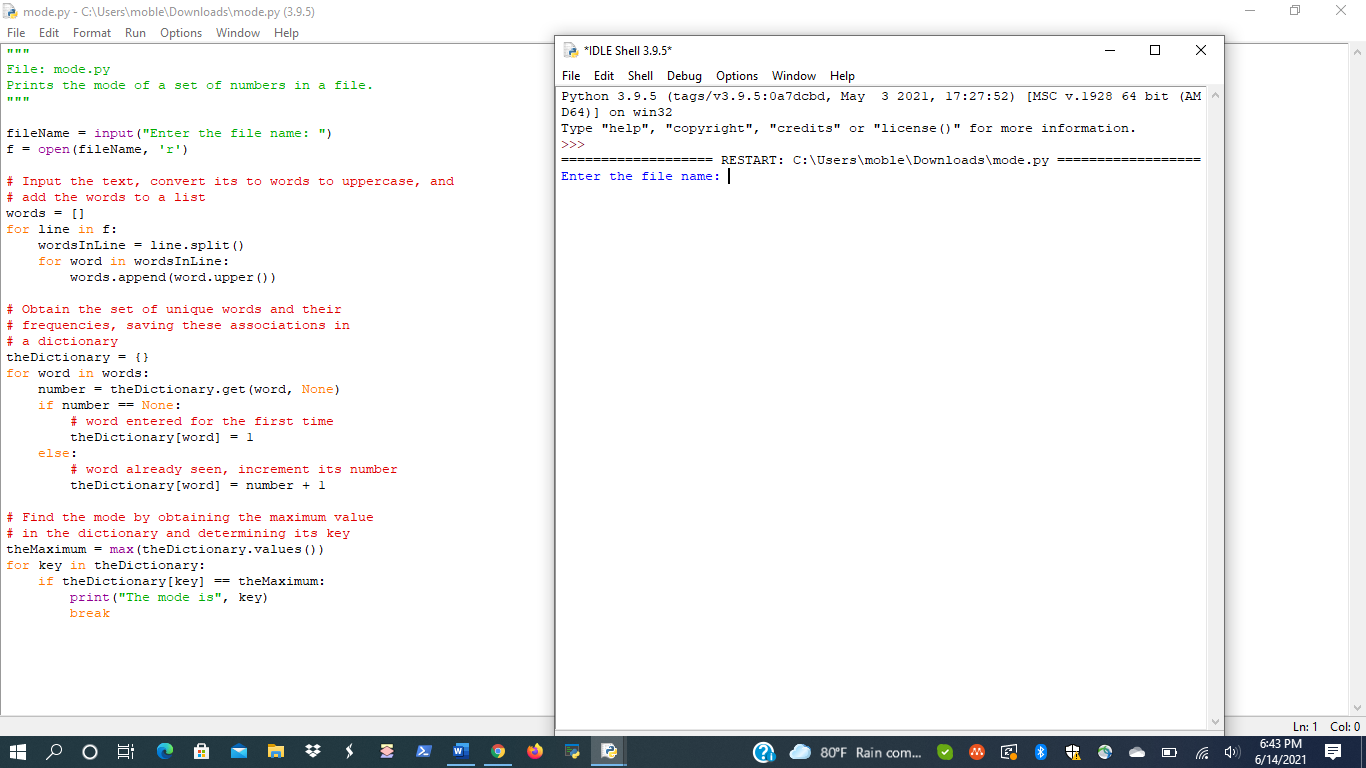 mode.py - C:\Users\moble\Downloads\mode.py (3.9.5)
File Edit Format Run Options Window Help
"""
File: mode.py
Prints the mode of a set of numbers in a file.
"""
fileName = input("Enter the file name: ")
f = open(fileName, 'r')
# Input the text, convert its to words to uppercase, and
# add the words to a list
words = []
for line in f:
    wordsInLine = line.split()
    for word in wordsInLine:
        words.append(word.upper())
# Obtain the set of unique words and their
# frequencies, saving these associations in
# a dictionary
theDictionary = {}
for word in words:
    number = theDictionary.get(word, None)
    if number == None:
        # word entered for the first time
        theDictionary[word] = 1
    else:
        # word already seen, increment its number
        theDictionary[word] = number + 1
# Find the mode by obtaining the maximum value
# in the dictionary and determining its key
theMaximum = max(theDictionary.values())
for key in theDictionary:
    if theDictionary[key] == theMaximum:
        print("The mode is", key)
        break
*IDLE Shell 3.9.5*
File Edit Shell Debug Options Window Help
Python 3.9.5 (tags/v3.9.5:0a7dcbd, May  3 2021, 17:27:52) [MSC v.1928 64 bit (AM
D64)] on win32
Type "help", "copyright", "credits" or "license()" for more information.
>>>
=================== RESTART: C:\Users\moble\Downloads\mode.py ==================
Enter the file name:
Ln: 1 Col: 0
80°F Rain com...
6:43 PM
6/14/2021